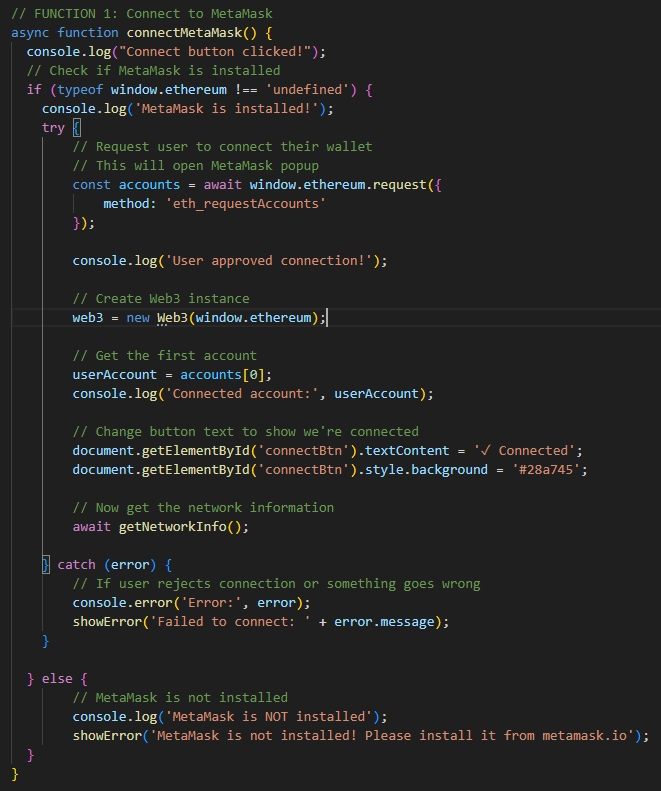 // FUNCTION 1: Connect to MetaMask
async function connectMetaMask() {
  console.log("Connect button clicked!");
  // Check if MetaMask is installed
  if (typeof window.ethereum !== 'undefined') {
    console.log('MetaMask is installed!');
    try {
        // Request user to connect their wallet
        // This will open MetaMask popup
        const accounts = await window.ethereum.request({
            method: 'eth_requestAccounts'
        });

        console.log('User approved connection!');

        // Create Web3 instance
        web3 = new Web3(window.ethereum);

        // Get the first account
        userAccount = accounts[0];
        console.log('Connected account:', userAccount);

        // Change button text to show we're connected
        document.getElementById('connectBtn').textContent = '✓ Connected';
        document.getElementById('connectBtn').style.background = '#28a745';

        // Now get the network information
        await getNetworkInfo();

    } catch (error) {
        // If user rejects connection or something goes wrong
        console.error('Error:', error);
        showError('Failed to connect: ' + error.message);
    }

  } else {
        // MetaMask is not installed
        console.log('MetaMask is NOT installed');
        showError('MetaMask is not installed! Please install it from metamask.io');
  }
}